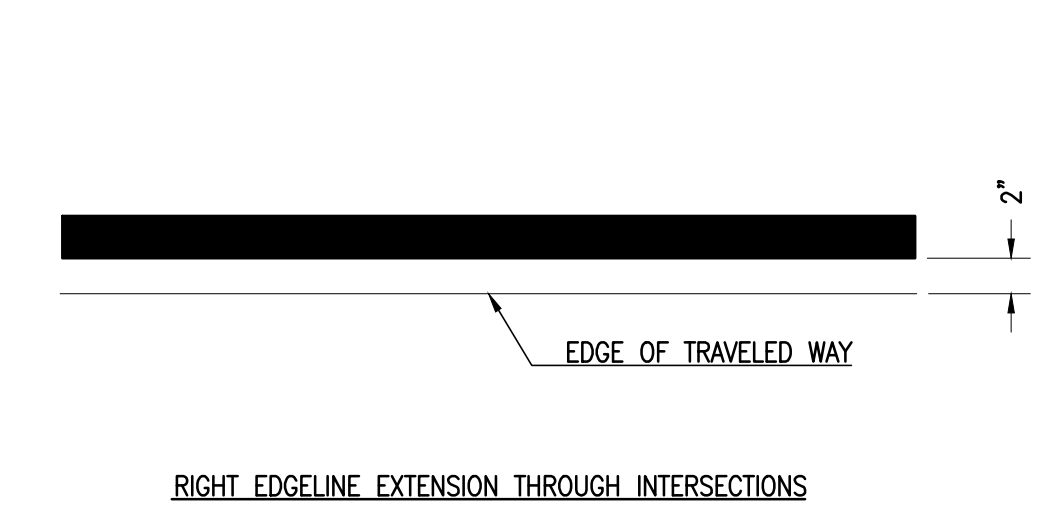 2"
EDGE OF TRAVELED WAY
RIGHT EDGELINE EXTENSION THROUGH INTERSECTIONS